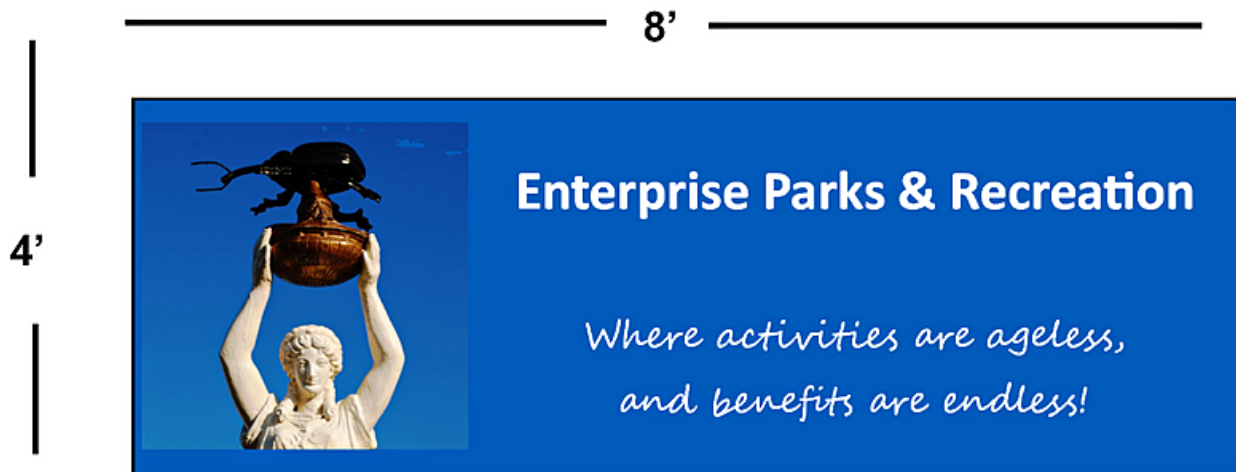 8’
4’
Enterprise Parks & Recreation
Where activities are ageless,
and benefits are endless!